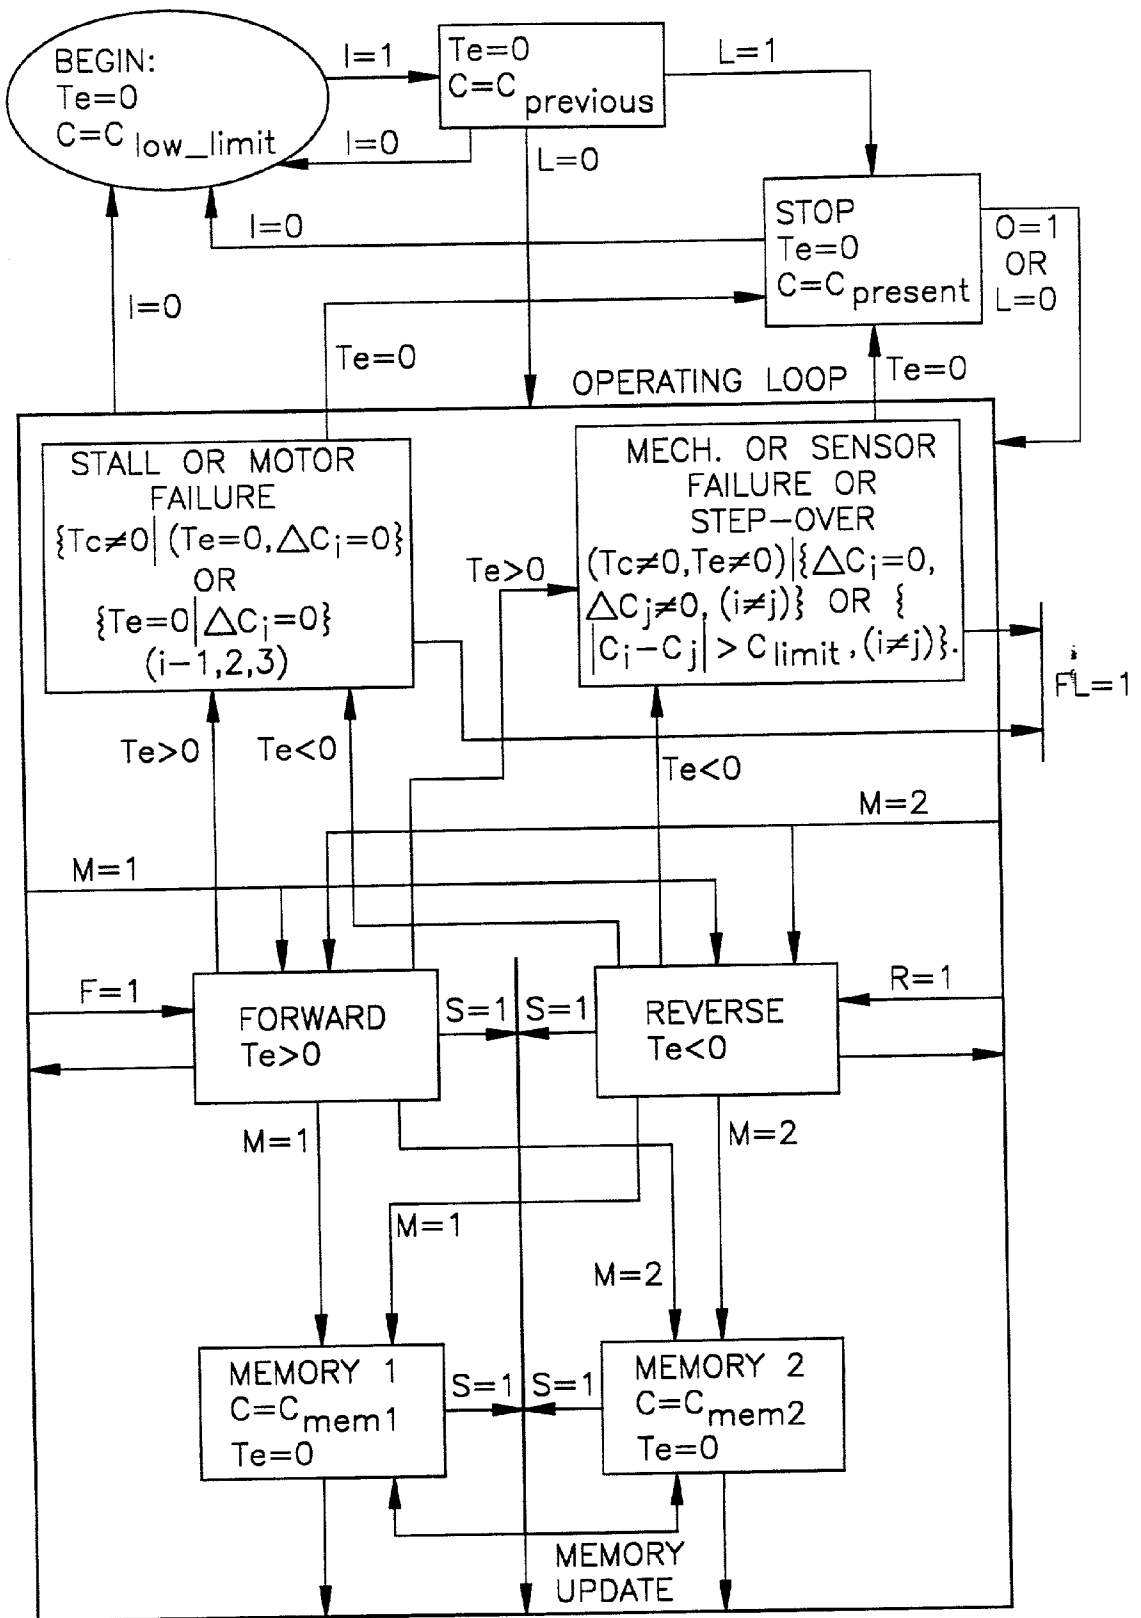 BEGIN:
Te=0
C=C low_limit
I=1
Te=0
C=C previous
L=1
I=0
L=0
STOP
Te=0
C=C present
I=0
O=1
OR
L=0
I=0
Te=0
Te=0
OPERATING LOOP
STALL OR MOTOR
FAILURE
{Tc≠0|(Te=0,△Ci=0}
OR
{Te=0|△Ci=0}
(i-1,2,3)
MECH. OR SENSOR
FAILURE OR
STEP-OVER
(Tc≠0,Te≠0)|{△Ci=0,
△Cj≠0,(i≠j)} OR {
|Ci-Cj|>Climit,(i≠j)}.
Te>0
FL=1
Te>0
Te<0
Te<0
M=2
M=1
F=1
FORWARD
Te>0
S=1
S=1
REVERSE
Te<0
R=1
M=1
M=2
M=1
M=2
MEMORY 1
C=Cmem1
Te=0
S=1
S=1
MEMORY 2
C=Cmem2
Te=0
MEMORY
UPDATE